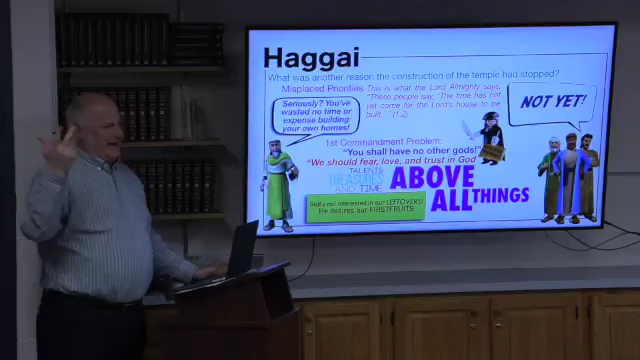 Haggai
What was another reason the construction of the temple had stopped?
Misplaced Priorities This is what the Lord Almighty says:
"These people say, 'The time has not
yet come for the Lord's house to be
built.'" (1:2)
Seriously? You've
wasted no time or
expense building
your own homes!
NOT YET!
1st Commandment Problem:
"You shall have no other gods!"
"We should fear, love, and trust in God
TALENTS
TREASURES
AND TIME
ABOVE
ALL THINGS
God's not interested in our LEFTOVERS!
He desires our FIRSTFRUITS